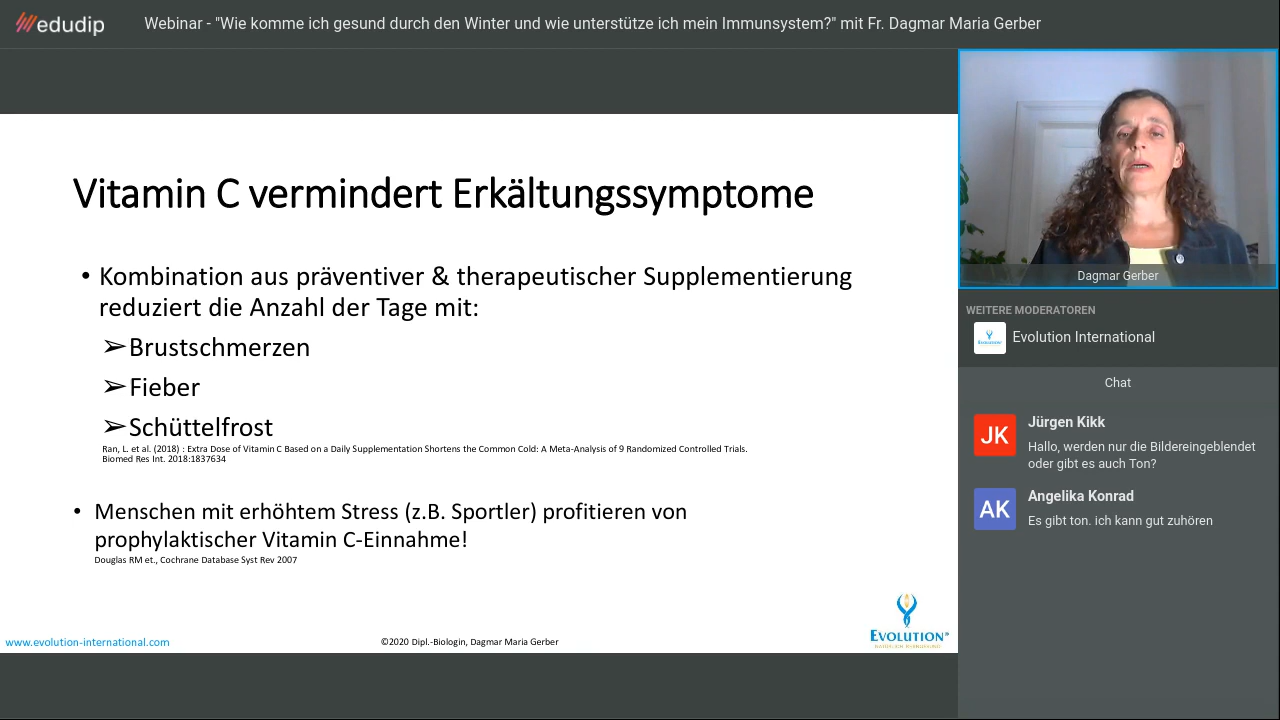 edudip
Webinar - "Wie komme ich gesund durch den Winter und wie unterstütze ich mein Immunsystem?" mit Fr. Dagmar Maria Gerber
Vitamin C vermindert Erkältungssymptome
• Kombination aus präventiver & therapeutischer Supplementierung
reduziert die Anzahl der Tage mit:
➢Brustschmerzen
➢Fieber
➢Schüttelfrost
Ran, L. et al. (2018) : Extra Dose of Vitamin C Based on a Daily Supplementation Shortens the Common Cold: A Meta-Analysis of 9 Randomized Controlled Trials.
Biomed Res Int. 2018:1837634
• Menschen mit erhöhtem Stress (z.B. Sportler) profitieren von
prophylaktischer Vitamin C-Einnahme!
Douglas RM et., Cochrane Database Syst Rev 2007
www.evolution-international.com
©2020 Dipl.-Biologin, Dagmar Maria Gerber
EVOLUTION®
Dagmar Gerber
WEITERE MODERATOREN
Evolution International
Chat
JK
Jürgen Kikk
Hallo, werden nur die Bildereingeblendet
oder gibt es auch Ton?
AK
Angelika Konrad
Es gibt ton. ich kann gut zuhören